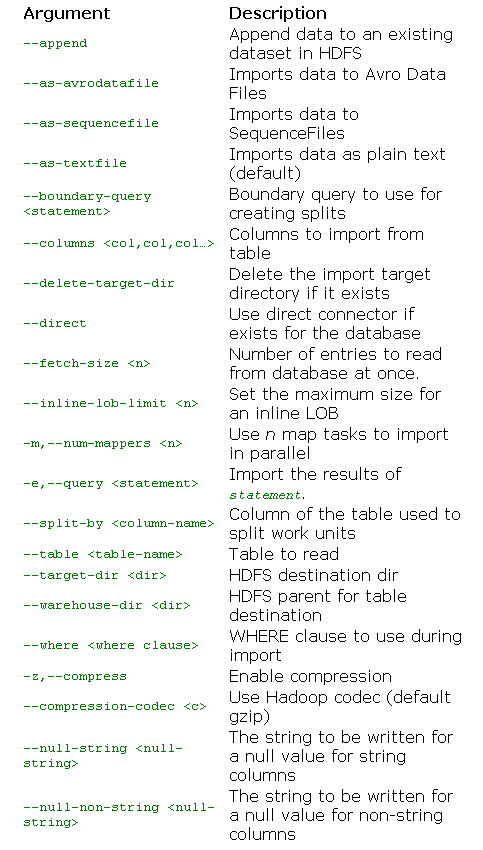 Argument Description
--append Append data to an existing
dataset in HDFS
--as-avrodatafile Imports data to Avro Data
Files
--as-sequencefile Imports data to
SequenceFiles
--as-textfile Imports data as plain text
(default)
--boundary-query Boundary query to use for
<statement> creating splits
--columns <col,col,col…> Columns to import from
table
--delete-target-dir Delete the import target
directory if it exists
--direct Use direct connector if
exists for the database
--fetch-size <n> Number of entries to read
from database at once.
--inline-lob-limit <n> Set the maximum size for
an inline LOB
-m,--num-mappers <n> Use n map tasks to import
in parallel
-e,--query <statement> Import the results of
statement.
--split-by <column-name> Column of the table used to
split work units
--table <table-name> Table to read
--target-dir <dir> HDFS destination dir
--warehouse-dir <dir> HDFS parent for table
destination
--where <where clause> WHERE clause to use during
import
-z,--compress Enable compression
--compression-codec <c> Use Hadoop codec (default
gzip)
--null-string <null- The string to be written for
string> a null value for string
columns
--null-non-string <null- The string to be written for
string> a null value for non-string
columns